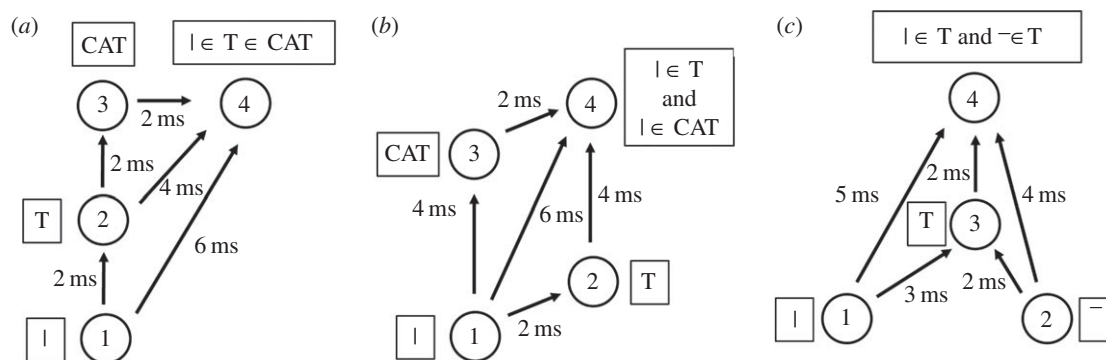 (a)
CAT
| ∈ T ∈ CAT
3
4
2 ms
2 ms
4 ms
T
2
6 ms
2 ms
|
1
(b)
| ∈ T
and
| ∈ CAT
4
2 ms
CAT
3
4 ms
6 ms
4 ms
2
T
2 ms
|
1
(c)
| ∈ T and ‾∈ T
4
5 ms
2 ms
4 ms
T
3
3 ms
2 ms
|
1
2
‾